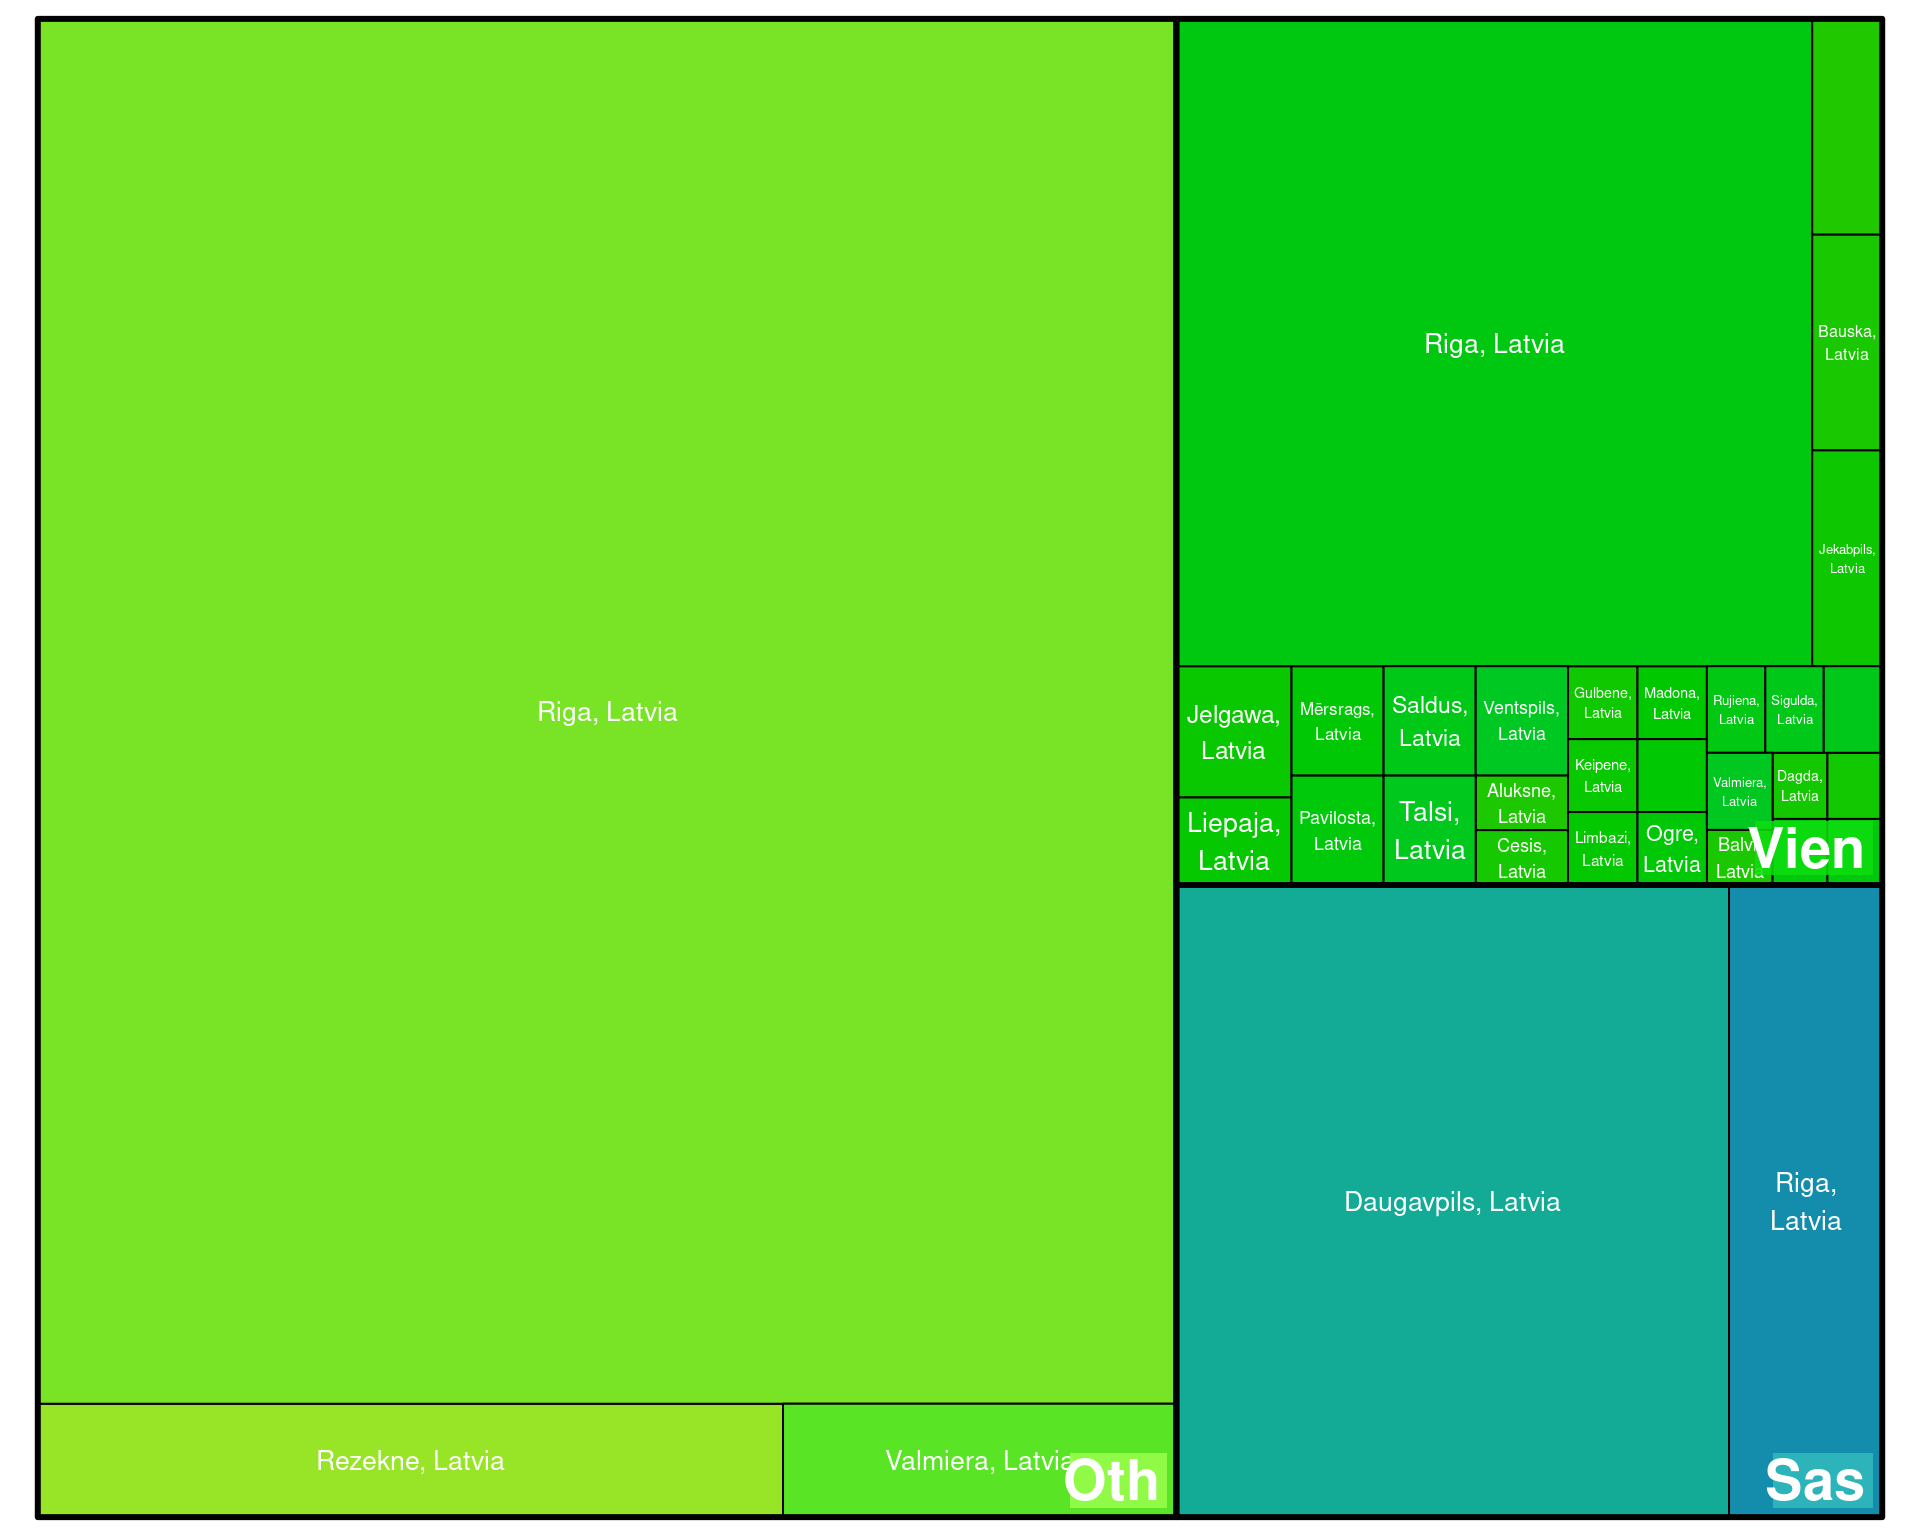 Riga, Latvia
Rezekne, Latvia
Valmiera, Latvia
Oth
Riga, Latvia
Bauska,
Latvia
Jekabpils,
Latvia
Jelgawa,
Latvia
Liepaja,
Latvia
Mērsrags,
Latvia
Pavilosta,
Latvia
Saldus,
Latvia
Talsi,
Latvia
Ventspils,
Latvia
Aluksne,
Latvia
Cesis,
Latvia
Gulbene,
Latvia
Keipene,
Latvia
Limbazi,
Latvia
Madona,
Latvia
Ogre,
Latvia
Rujiena,
Latvia
Sigulda,
Latvia
Valmiera,
Latvia
Dagda,
Latvia
Latvia
Vien
Daugavpils, Latvia
Riga,
Latvia
Sas